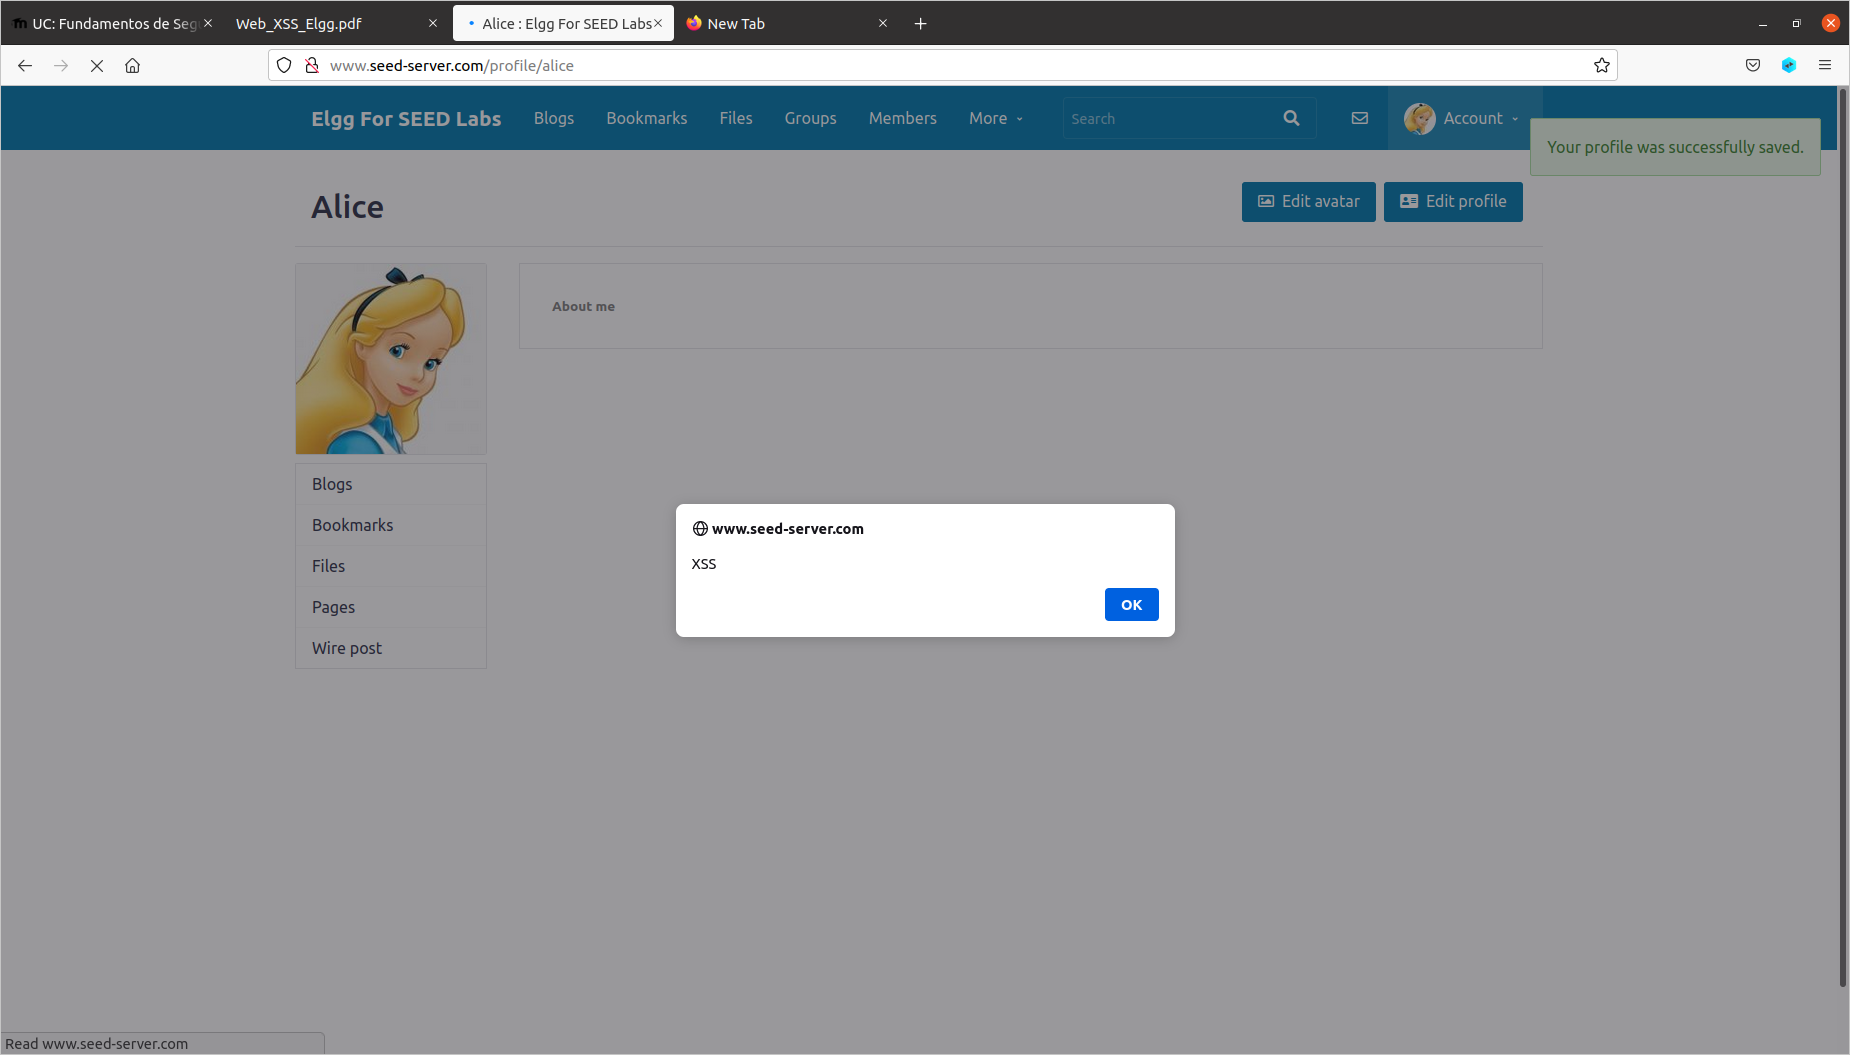 UC: Fundamentos de Seg
Web_XSS_Elgg.pdf
Alice : Elgg For SEED Labs
New Tab
www.seed-server.com/profile/alice
Elgg For SEED Labs
Blogs
Bookmarks
Files
Groups
Members
More
Search
Account
Your profile was successfully saved.
Alice
Edit avatar
Edit profile
About me
Blogs
Bookmarks
Files
Pages
Wire post
www.seed-server.com
XSS
OK
Read www.seed-server.com